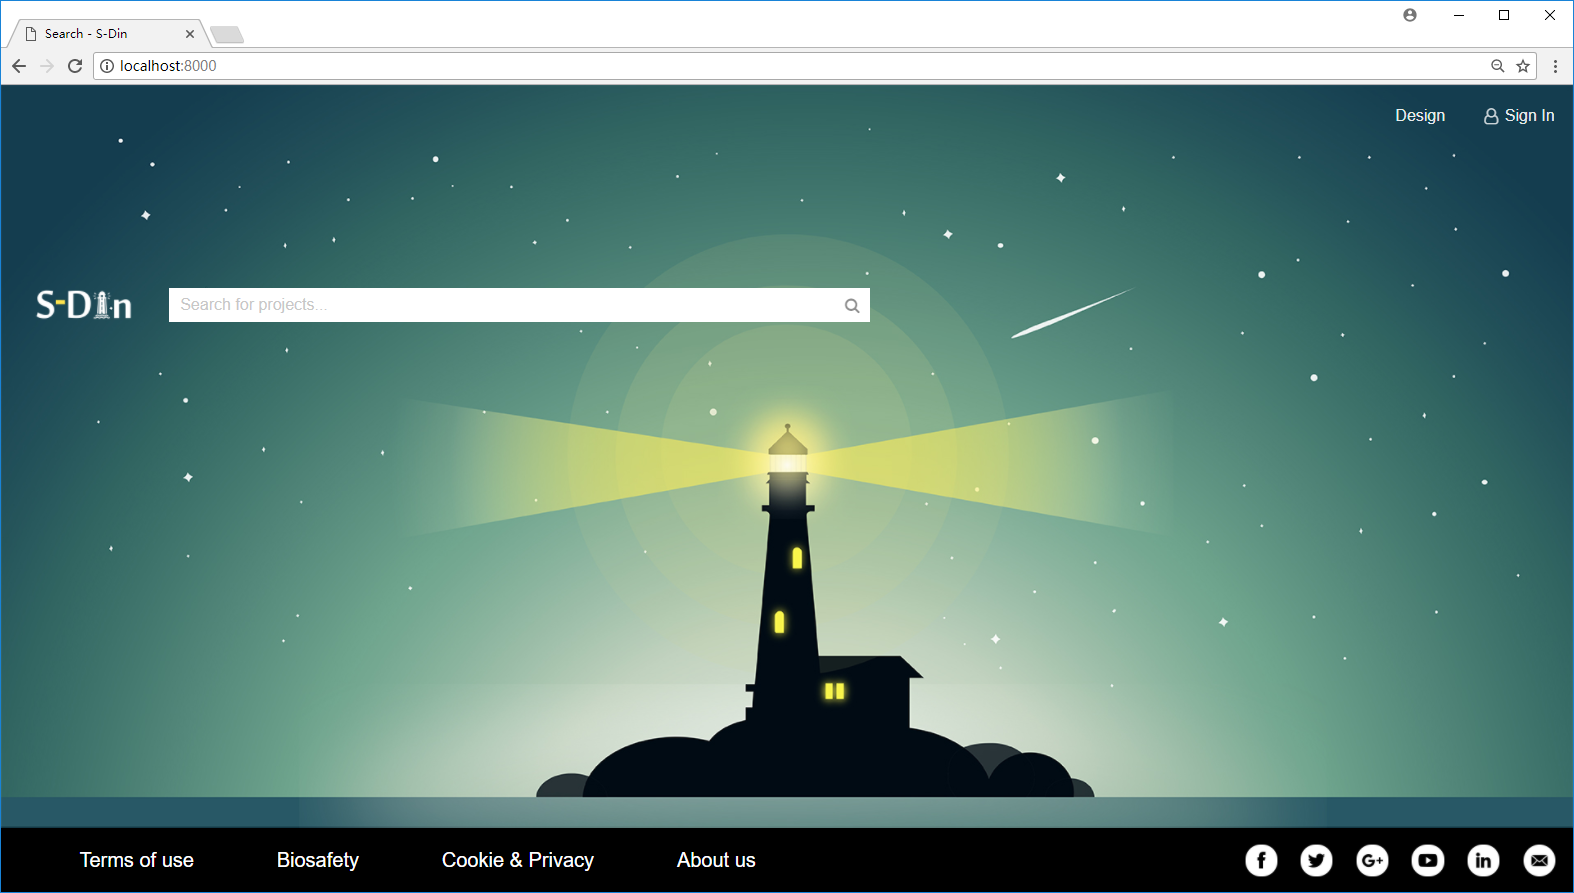 Search - S-Din
localhost:8000
Design
Sign In
S-Din
Search for projects...
Terms of use
Biosafety
Cookie & Privacy
About us
f
G+
in